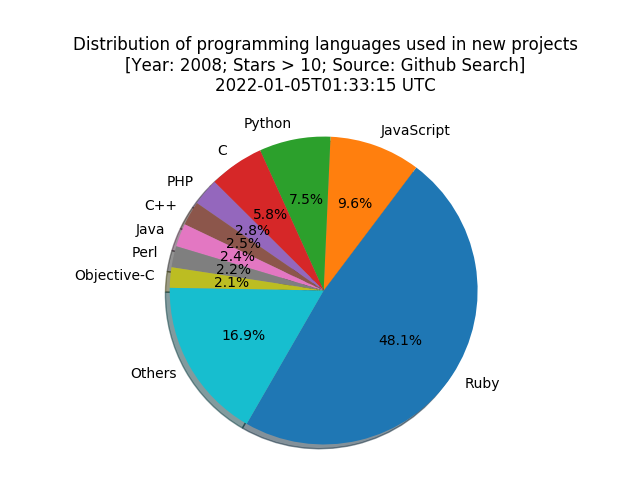 Distribution of programming languages used in new projects
[Year: 2008; Stars > 10; Source: Github Search]
2022-01-05T01:33:15 UTC
Python
JavaScript
C
PHP
C++
Java
Perl
Objective-C
Others
Ruby
7.5%
9.6%
5.8%
2.8%
2.5%
2.4%
2.2%
2.1%
16.9%
48.1%